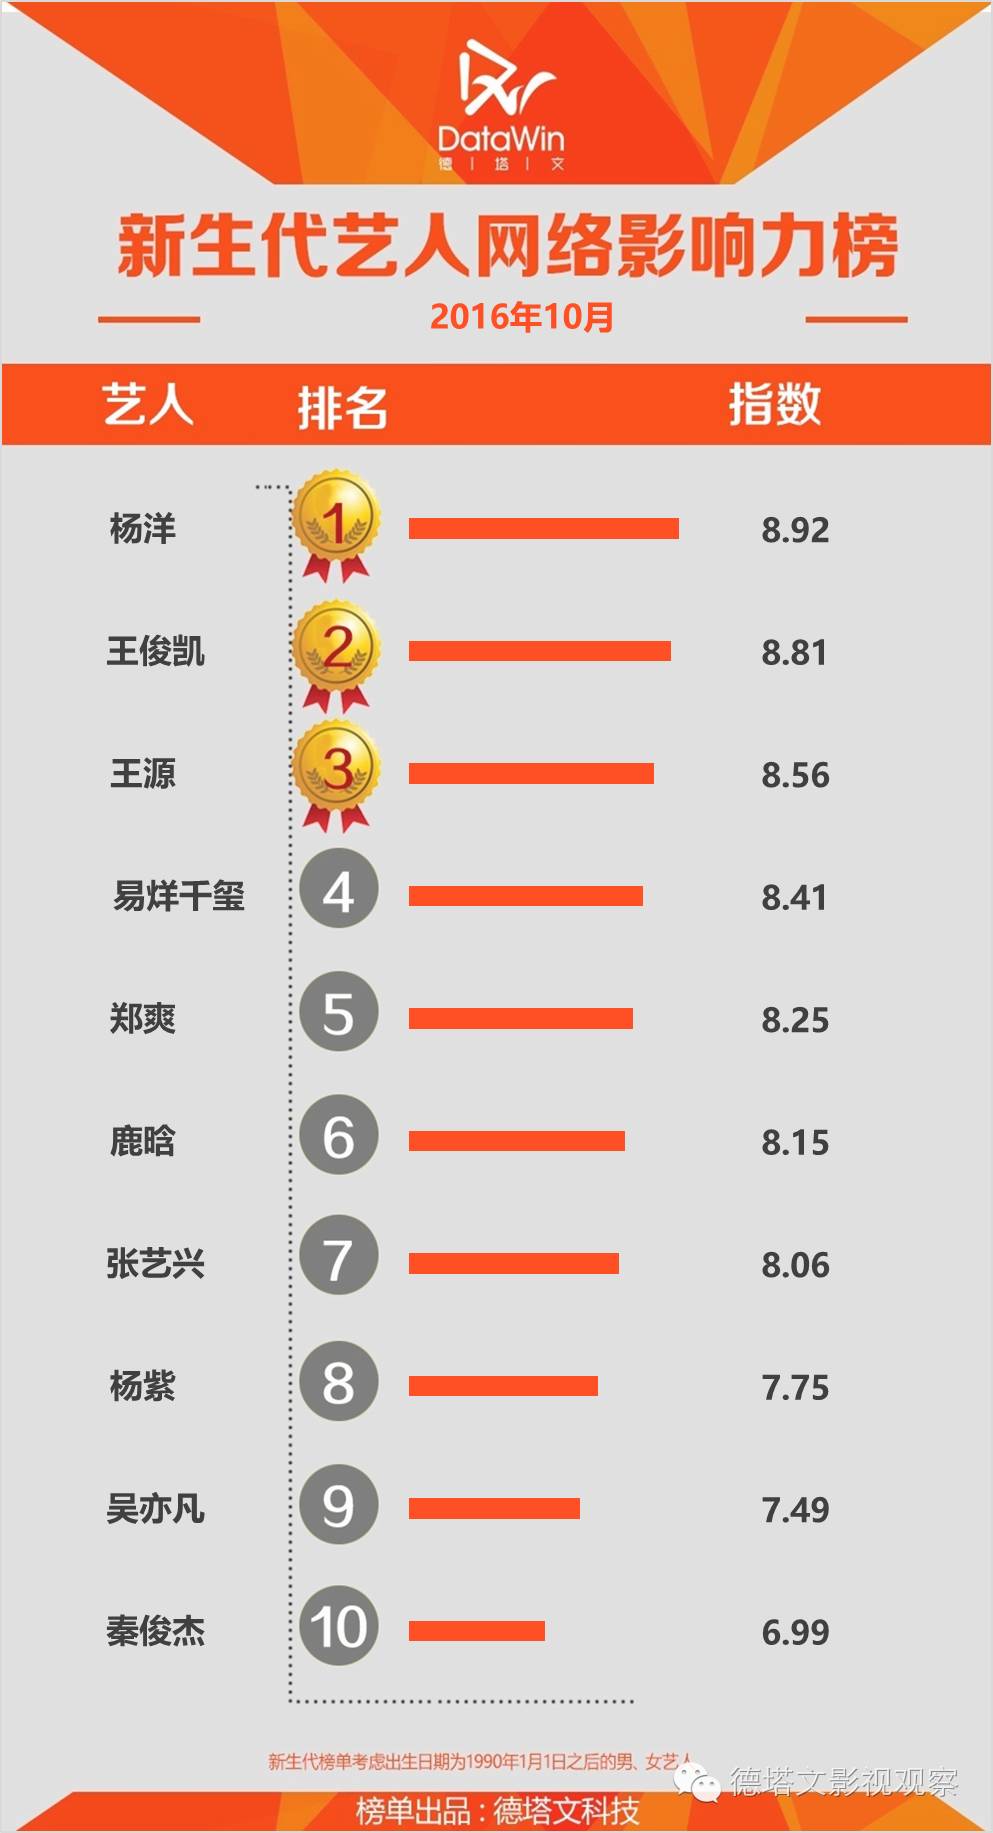 DataWin
德 | 塔 | 文
新生代艺人网络影响力榜
2016年10月
艺人 排名 指数
杨洋 1 8.92
王俊凯 2 8.81
王源 3 8.56
易烊千玺 4 8.41
郑爽 5 8.25
鹿晗 6 8.15
张艺兴 7 8.06
杨紫 8 7.75
吴亦凡 9 7.49
秦俊杰 10 6.99
新生代榜单考虑出生日期为1990年1月1日之后的男、女艺人
德塔文影视观察
榜单出品：德塔文科技